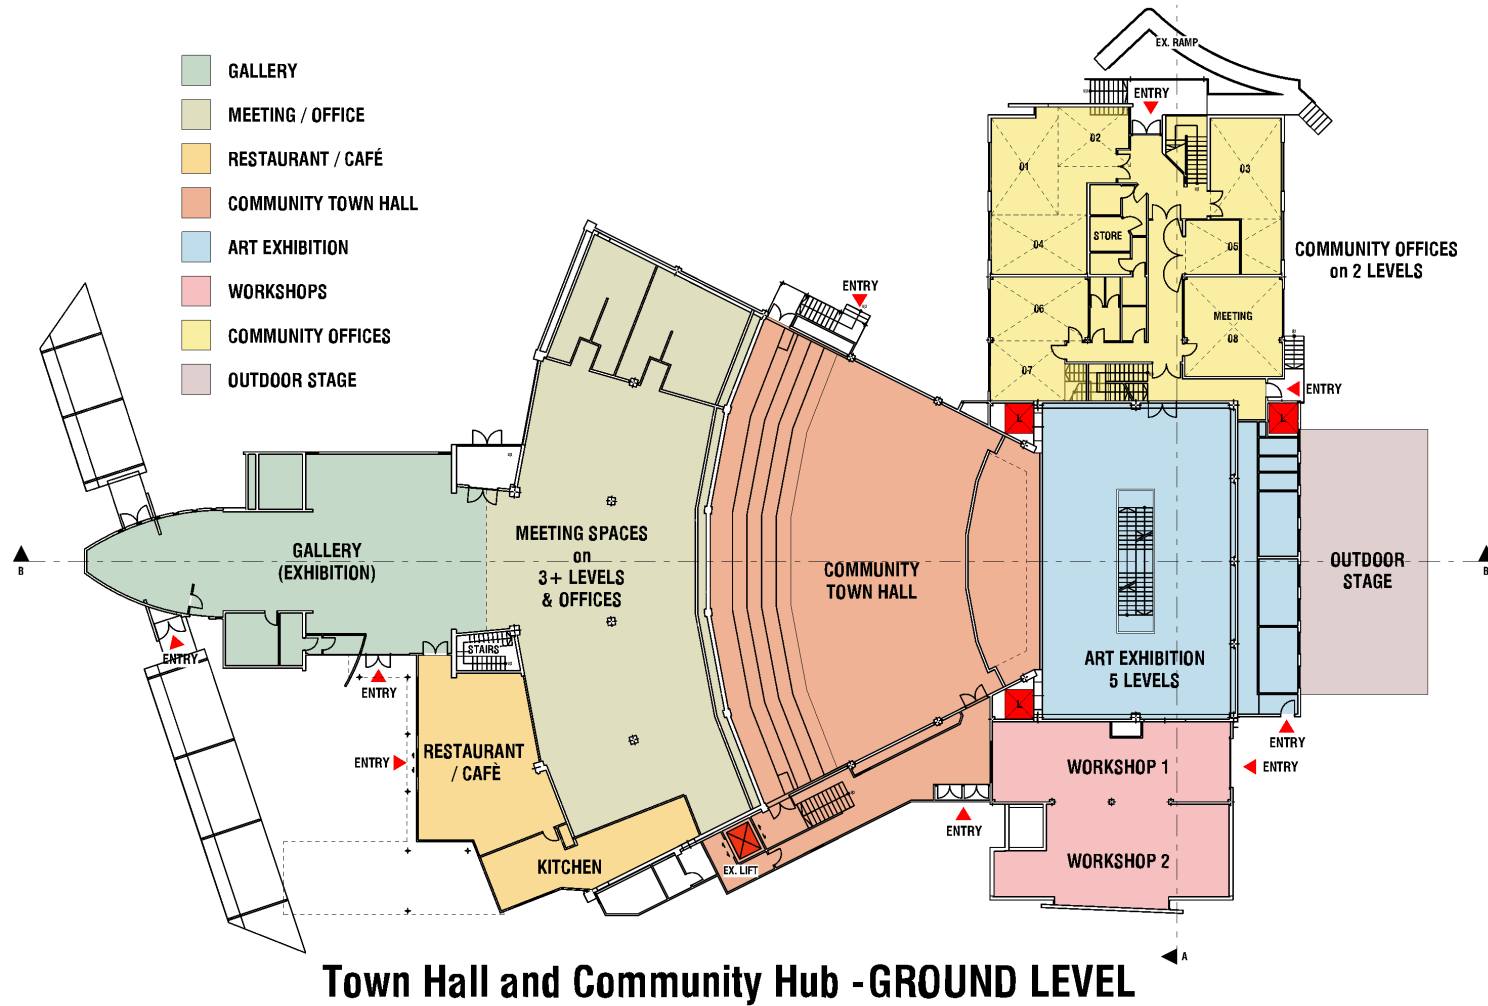 EX. RAMP
GALLERY
MEETING / OFFICE
RESTAURANT / CAFÉ
COMMUNITY TOWN HALL
ART EXHIBITION
WORKSHOPS
COMMUNITY OFFICES
OUTDOOR STAGE
ENTRY
02
01
03
STORE
04
05
COMMUNITY OFFICES
on 2 LEVELS
ENTRY
06
MEETING
08
07
ENTRY
L
L
GALLERY
(EXHIBITION)
MEETING SPACES
on
3+ LEVELS
& OFFICES
COMMUNITY
TOWN HALL
OUTDOOR
STAGE
B
B
STAIRS
ENTRY
ENTRY
ART EXHIBITION
5 LEVELS
L
RESTAURANT
/ CAFÈ
ENTRY
ENTRY
WORKSHOP 1
ENTRY
ENTRY
WORKSHOP 2
KITCHEN
EX. LIFT
A
Town Hall and Community Hub - GROUND LEVEL